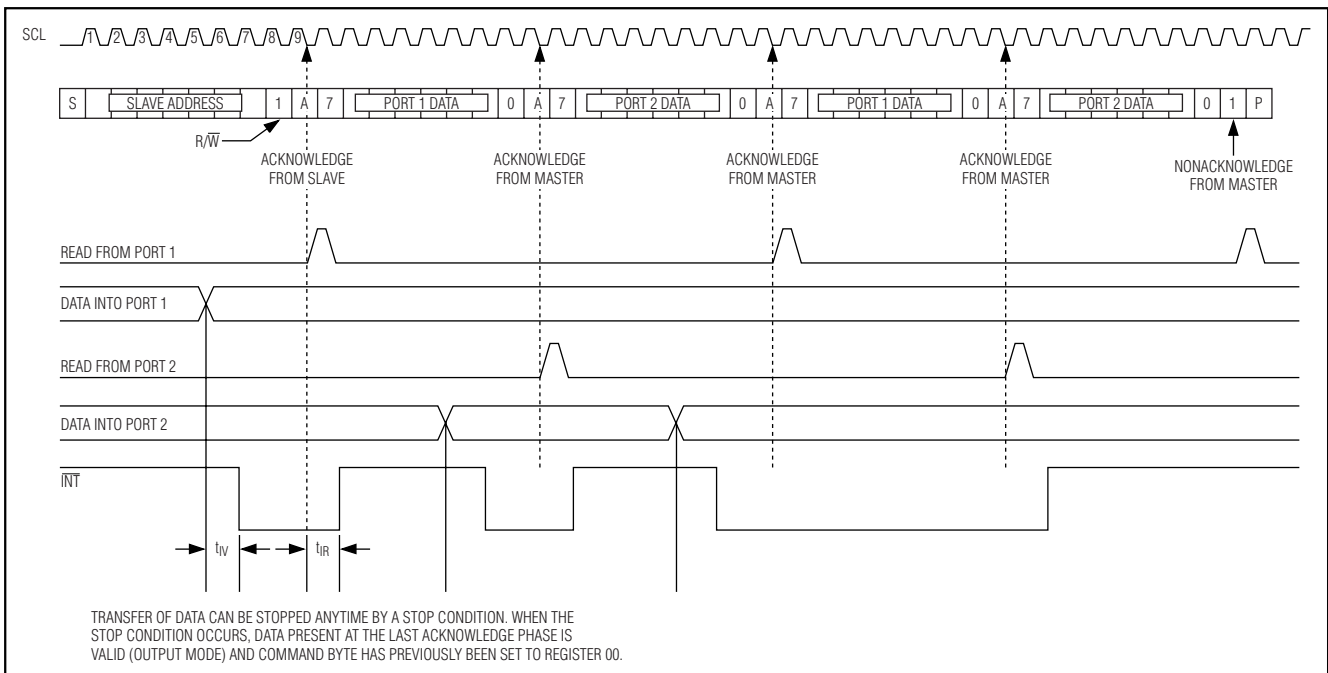 SCL 1 2 3 4 5 6 7 8 9
S SLAVE ADDRESS 1 A 7 PORT 1 DATA 0 A 7 PORT 2 DATA 0 A 7 PORT 1 DATA 0 A 7 PORT 2 DATA 0 1 P
R/W̅
ACKNOWLEDGE
FROM SLAVE
ACKNOWLEDGE
FROM MASTER
ACKNOWLEDGE
FROM MASTER
ACKNOWLEDGE
FROM MASTER
NONACKNOWLEDGE
FROM MASTER
READ FROM PORT 1
DATA INTO PORT 1
READ FROM PORT 2
DATA INTO PORT 2
I̅N̅T̅
tIV tIR
TRANSFER OF DATA CAN BE STOPPED ANYTIME BY A STOP CONDITION. WHEN THE
STOP CONDITION OCCURS, DATA PRESENT AT THE LAST ACKNOWLEDGE PHASE IS
VALID (OUTPUT MODE) AND COMMAND BYTE HAS PREVIOUSLY BEEN SET TO REGISTER 00.